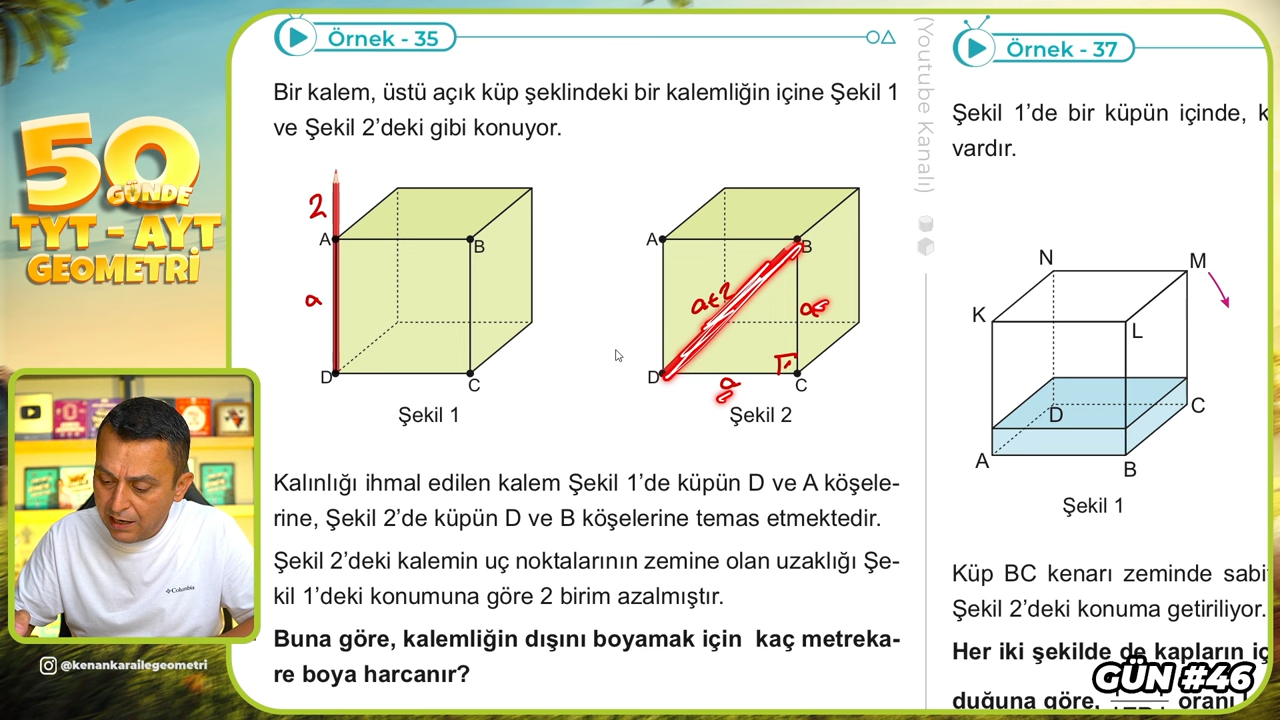 50
GÜNDE
TYT - AYT
GEOMETRİ
@kenankarailegeometri
Columbia
Örnek - 35
Bir kalem, üstü açık küp şeklindeki bir kalemliğin içine Şekil 1
ve Şekil 2’deki gibi konuyor.
2
A
B
a
D
C
Şekil 1
A
B
a+2
a
D
C
a
Şekil 2
Kalınlığı ihmal edilen kalem Şekil 1’de küpün D ve A köşele-
rine, Şekil 2’de küpün D ve B köşelerine temas etmektedir.
Şekil 2’deki kalemin uç noktalarının zemine olan uzaklığı Şe-
kil 1’deki konumuna göre 2 birim azalmıştır.
Buna göre, kalemliğin dışını boyamak için kaç metreka-
re boya harcanır?
(Youtube Kanalı)
Örnek - 37
Şekil 1’de bir küpün içinde, k
vardır.
N
M
K
L
D
C
A
B
Şekil 1
Küp BC kenarı zeminde sabi
Şekil 2’deki konuma getiriliyor.
Her iki şekilde de kapların iç
duğuna göre, oranı
GÜN #46